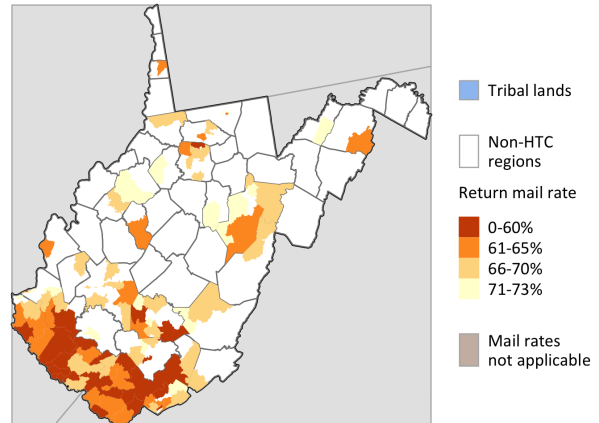 Tribal lands
Non-HTC
regions
Return mail rate
0-60%
61-65%
66-70%
71-73%
Mail rates
not applicable